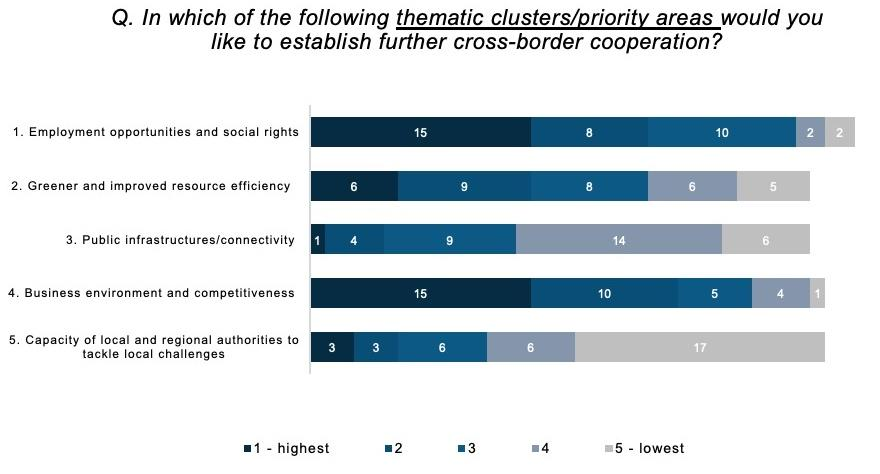 Q. In which of the following thematic clusters/priority areas would you
like to establish further cross-border cooperation?
1. Employment opportunities and social rights
15 8 10 2 2
2. Greener and improved resource efficiency
6 9 8 6 5
3. Public infrastructures/connectivity
1 4 9 14 6
4. Business environment and competitiveness
15 10 5 4 1
5. Capacity of local and regional authorities to
tackle local challenges
3 3 6 6 17
1 - highest 2 3 4 5 - lowest